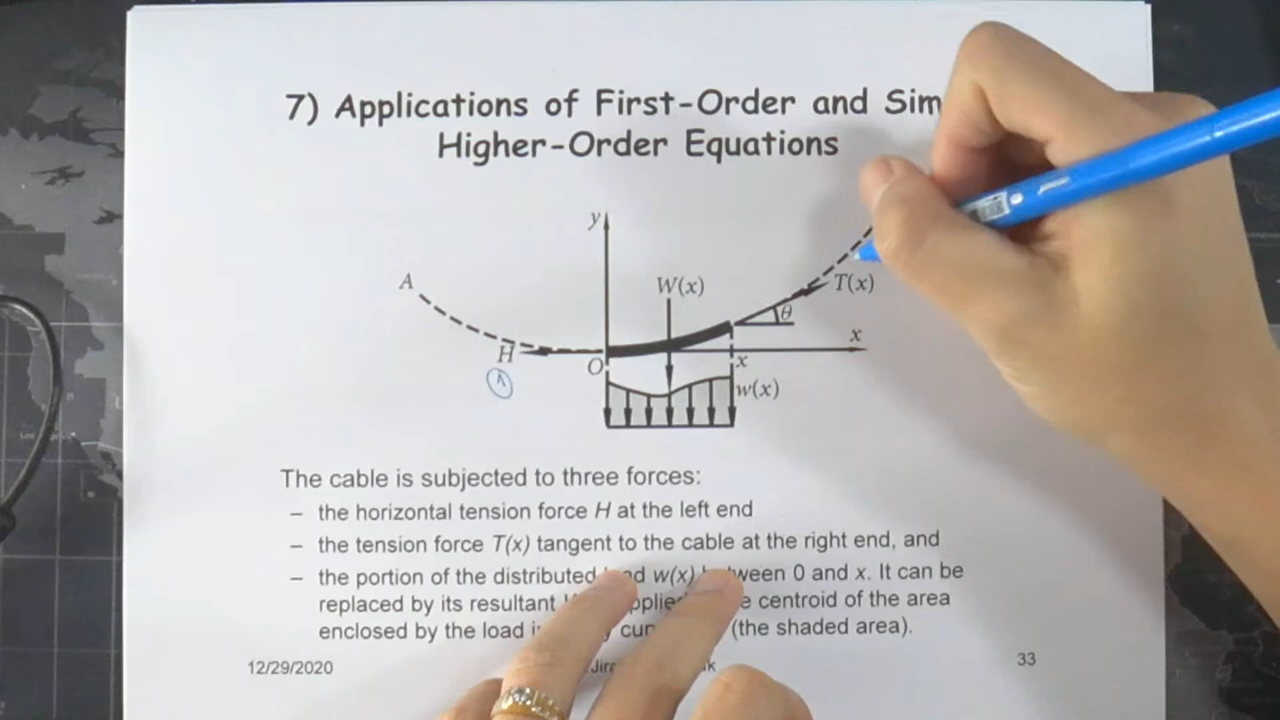 7) Applications of First-Order and
Higher-Order Equations
y
A
W(x)
T(x)
θ
H
x
O
x
w(x)
The cable is subjected to three forces:
– the horizontal tension force H at the left end
– the tension force T(x) tangent to the cable at the right end, and
– the portion of the distributed w(x) between 0 and x. It can be
replaced by its resultant centroid of the area
enclosed by the load (the shaded area).
12/29/2020
33